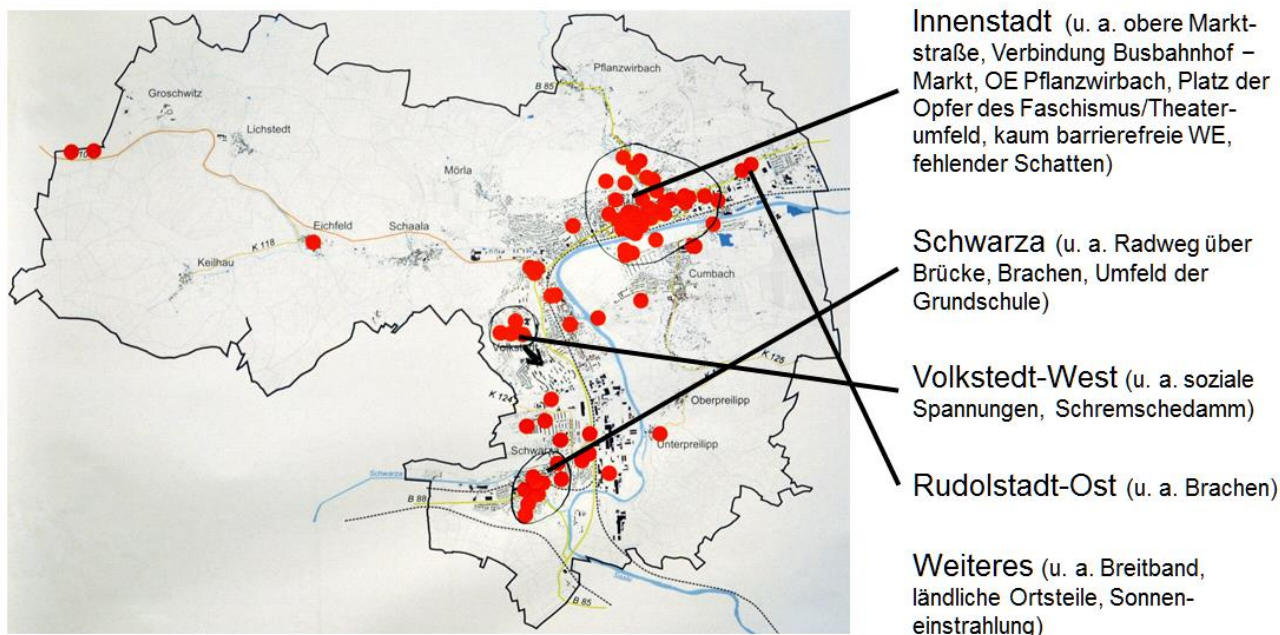 Innenstadt (u. a. obere Markt-
straße, Verbindung Busbahnhof –
Markt, OE Pflanzwirbach, Platz der
Opfer des Faschismus/Theater-
umfeld, kaum barrierefreie WE,
fehlender Schatten)
Schwarza (u. a. Radweg über
Brücke, Brachen, Umfeld der
Grundschule)
Volkstedt-West (u. a. soziale
Spannungen, Schremschedamm)
Rudolstadt-Ost (u. a. Brachen)
Weiteres (u. a. Breitband,
ländliche Ortsteile, Sonnen-
einstrahlung)
Pflanzwirbach
B 85
Groschwitz
Lichstedt
Mörla
Eichfeld
Schaala
K 118
Keilhau
Cumbach
Volkstedt
K 125
K 124
Oberpreilipp
Unterpreilipp
Schwarza
Schwarza
B 88
Saale
B 85